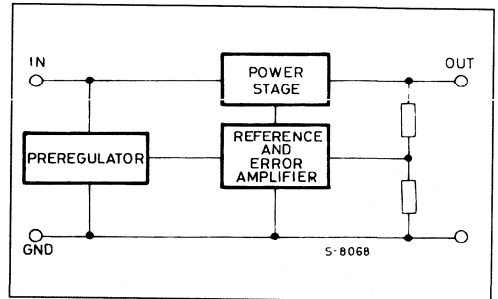 IN
OUT
POWER
STAGE
PREREGULATOR
REFERENCE
AND
ERROR
AMPLIFIER
GND
S-8068